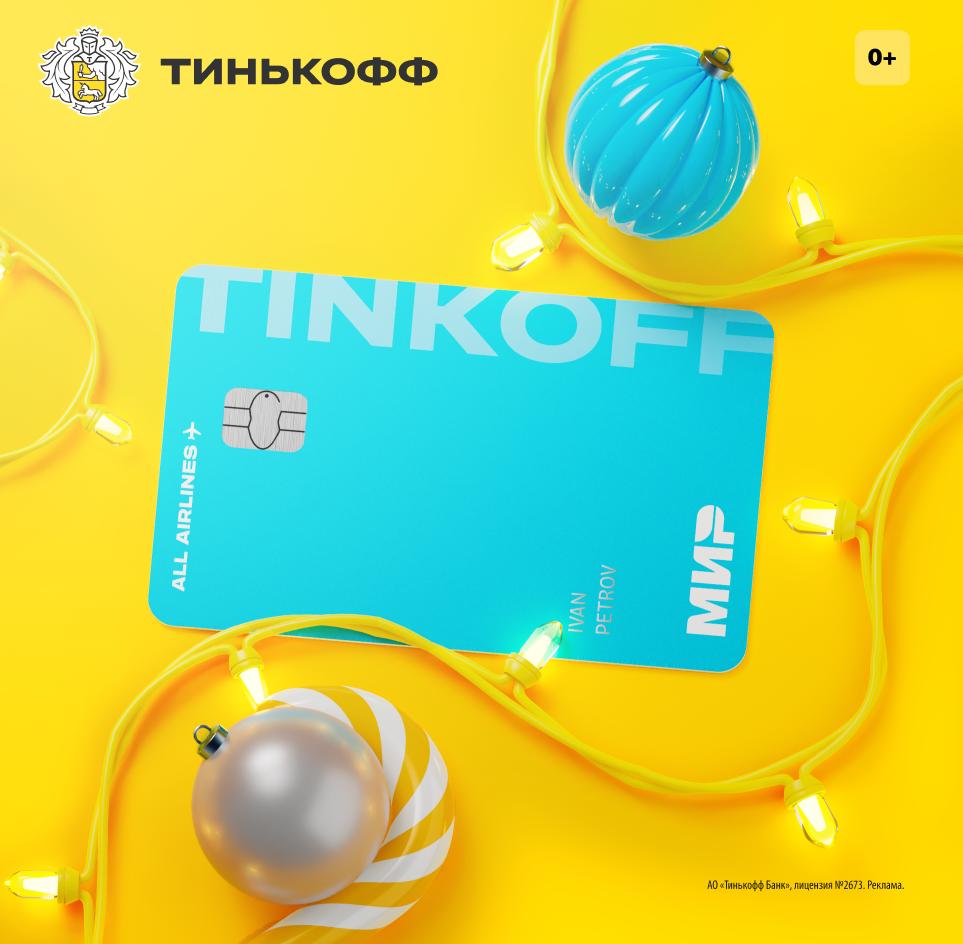 ТИНЬКОФФ
0+
TINKOFF
ALL AIRLINES
IVAN
PETROV
МИР
АО «Тинькофф Банк», лицензия №2673. Реклама.